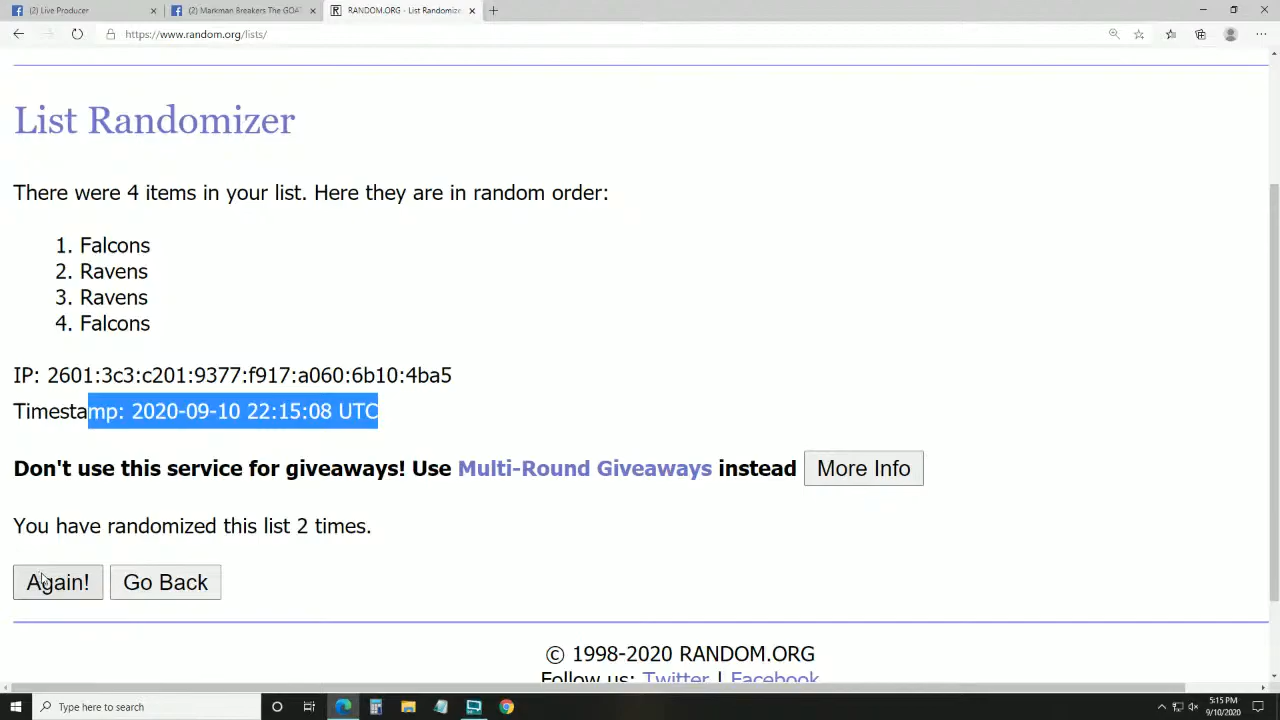 (2) Live Producer
(2) Markman Breakers The GOAT
RANDOM.ORG - List Randomizer
https://www.random.org/lists/
List Randomizer
There were 4 items in your list. Here they are in random order:
1. Falcons
2. Ravens
3. Ravens
4. Falcons
IP: 2601:3c3:c201:9377:f917:a060:6b10:4ba5
Timestamp: 2020-09-10 22:15:08 UTC
Don't use this service for giveaways! Use Multi-Round Giveaways instead More Info
You have randomized this list 2 times.
Again! Go Back
© 1998-2020 RANDOM.ORG
Follow us: Twitter | Facebook
Type here to search
5:15 PM
9/10/2020